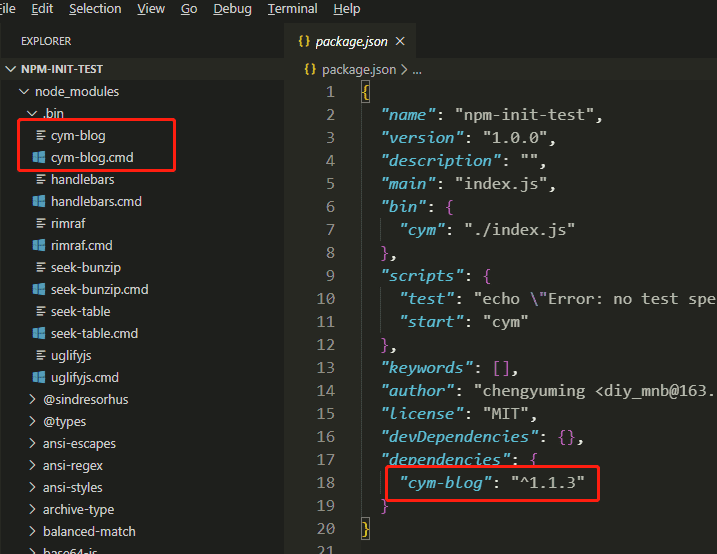 File Edit Selection View Go Debug Terminal Help
EXPLORER
NPM-INIT-TEST
node_modules
.bin
cym-blog
cym-blog.cmd
handlebars
handlebars.cmd
rimraf
rimraf.cmd
seek-bunzip
seek-bunzip.cmd
seek-table
seek-table.cmd
uglifyjs
uglifyjs.cmd
@sindresorhus
@types
ansi-escapes
ansi-regex
ansi-styles
archive-type
balanced-match
base64-js
{} package.json ×
{} package.json > ...
1 {
2 "name": "npm-init-test",
3 "version": "1.0.0",
4 "description": "",
5 "main": "index.js",
6 "bin": {
7 "cym": "./index.js"
8 },
9 "scripts": {
10 "test": "echo \"Error: no test spe
11 "start": "cym"
12 },
13 "keywords": [],
14 "author": "chengyuming <diy_mnb@163.
15 "license": "MIT",
16 "devDependencies": {},
17 "dependencies": {
18 "cym-blog": "^1.1.3"
19 }
20 }
21